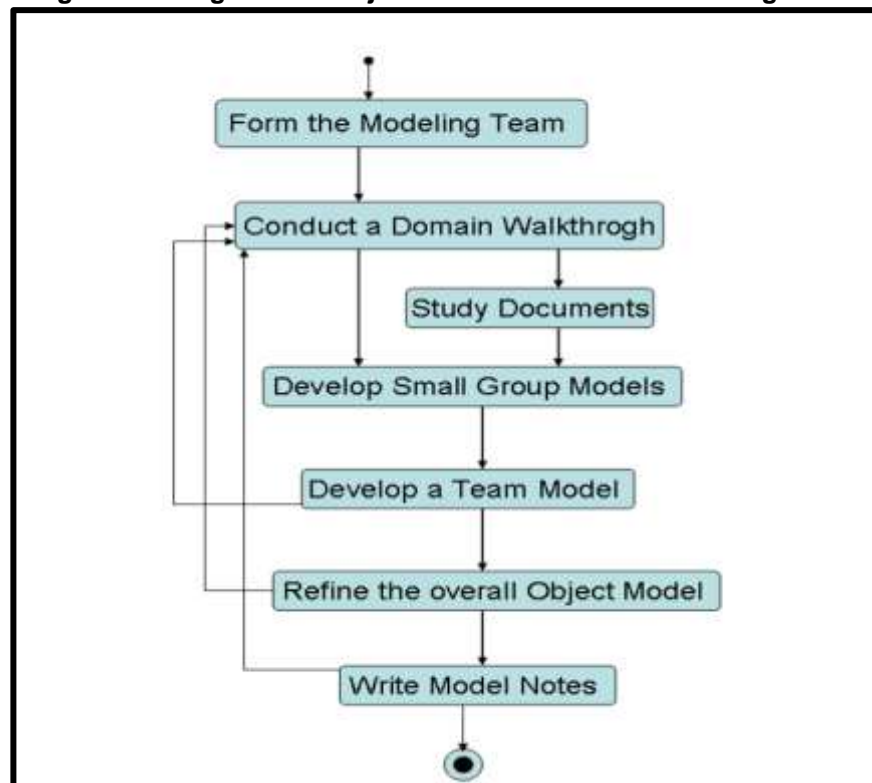 Form the Modeling Team
Conduct a Domain Walkthrogh
Study Documents
Develop Small Group Models
Develop a Team Model
Refine the overall Object Model
Write Model Notes